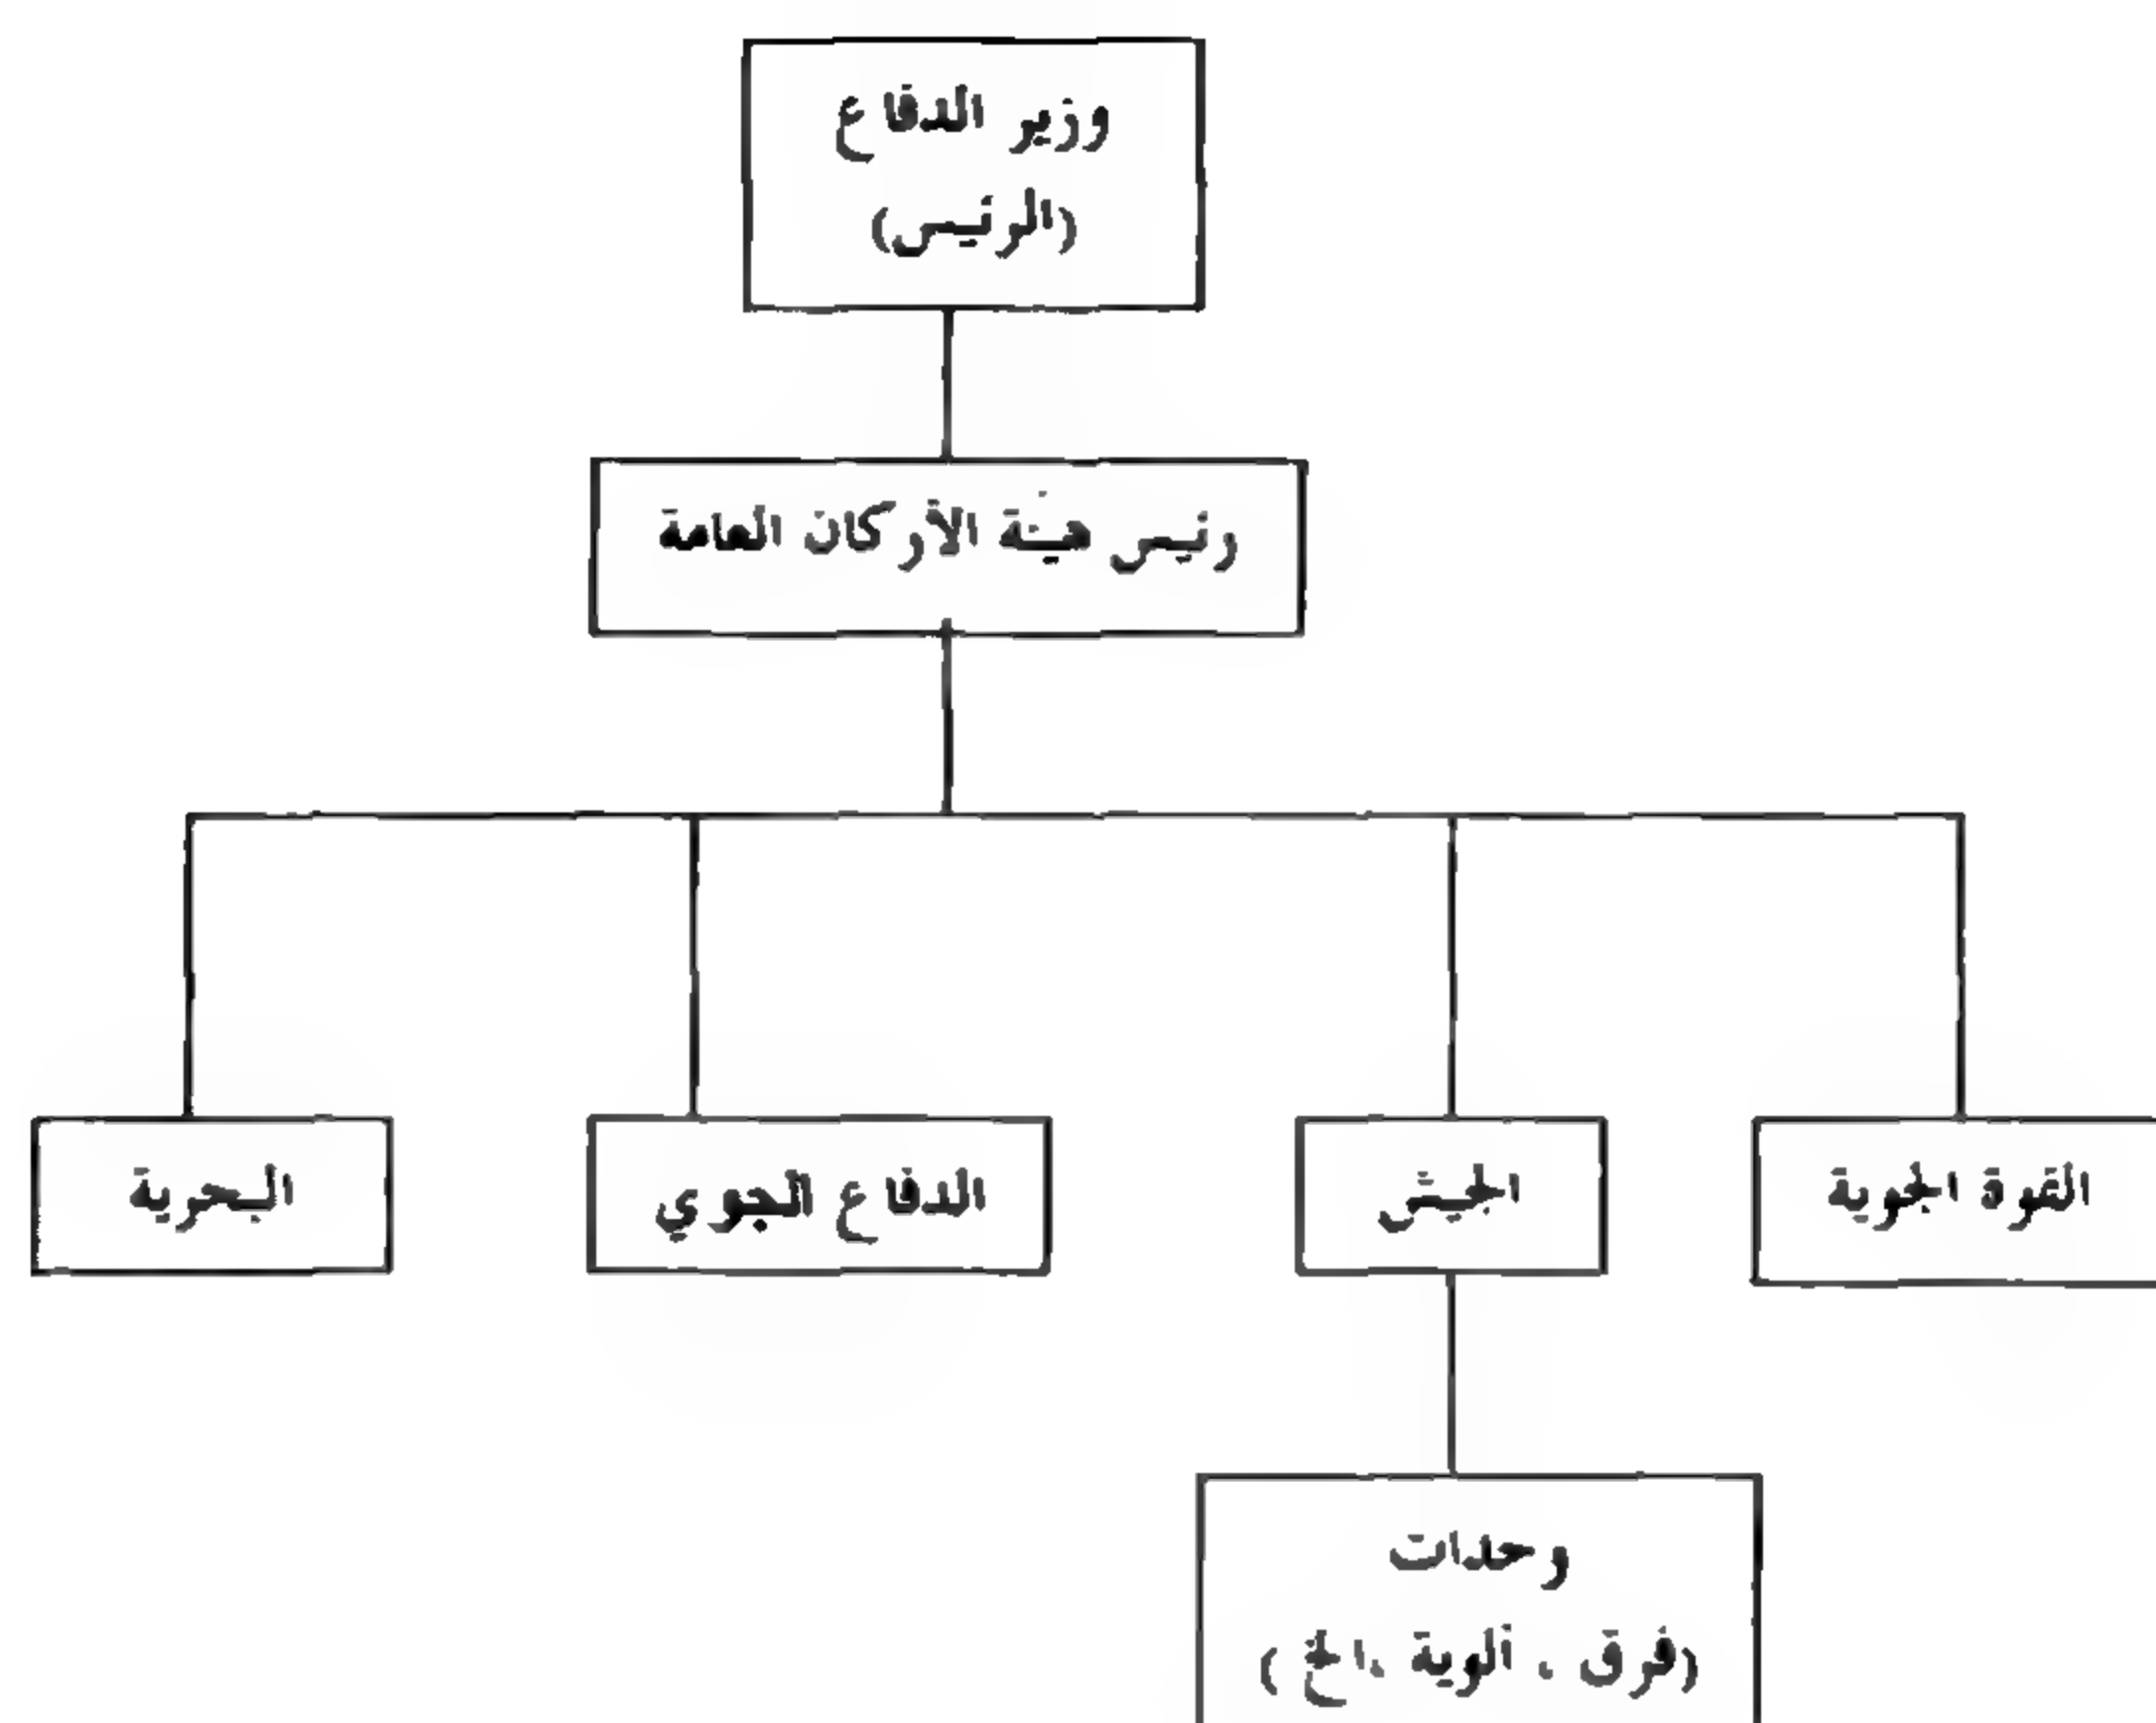 وزير الدفاع
(الرئيس)
رئيس هيئة الأركان العامة
القوة الجوية
الجيش
الدفاع الجوي
البحرية
وحدات
(فرق ، ألوية ،الخ )